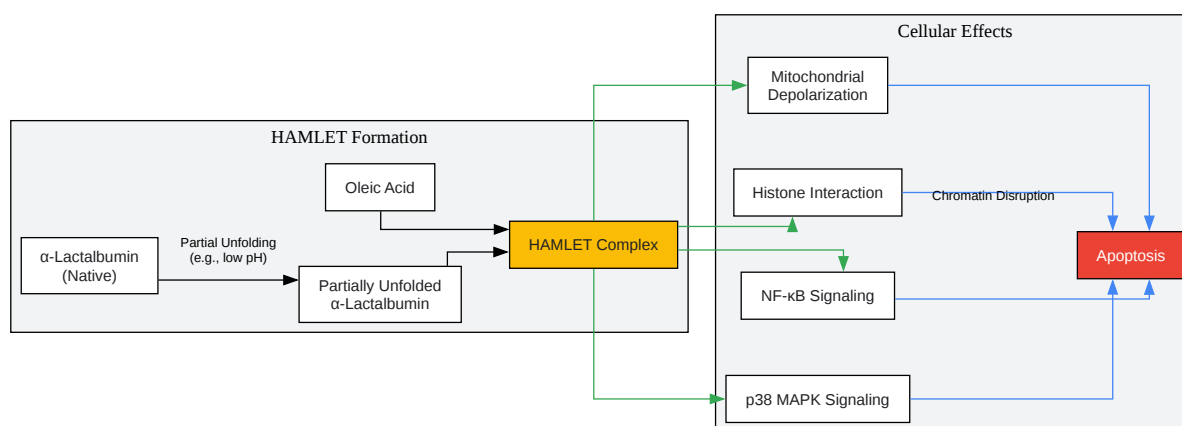 Cellular Effects
Mitochondrial
Depolarization
HAMLET Formation
Oleic Acid
Histone Interaction
Chromatin Disruption
α-Lactalbumin
(Native)
Partial Unfolding
(e.g., low pH)
Partially Unfolded
α-Lactalbumin
HAMLET Complex
Apoptosis
NF-κB Signaling
p38 MAPK Signaling